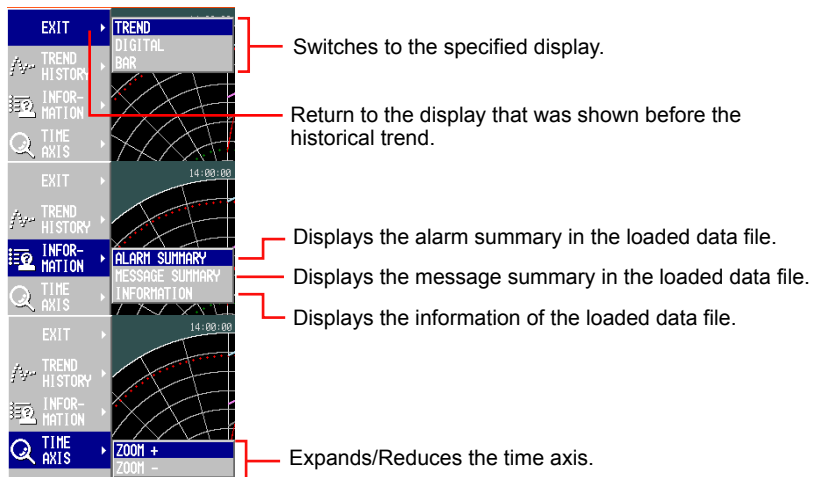 EXIT
TREND
DIGITAL
BAR
TREND
HISTORY
INFOR-
MATION
TIME
AXIS
Switches to the specified display.
Return to the display that was shown before the
historical trend.
EXIT
14:00:00
TREND
HISTORY
INFOR-
MATION
ALARM SUMMARY
MESSAGE SUMMARY
INFORMATION
TIME
AXIS
Displays the alarm summary in the loaded data file.
Displays the message summary in the loaded data file.
Displays the information of the loaded data file.
EXIT
14:00:00
TREND
HISTORY
INFOR-
MATION
TIME
AXIS
ZOOM +
ZOOM -
Expands/Reduces the time axis.